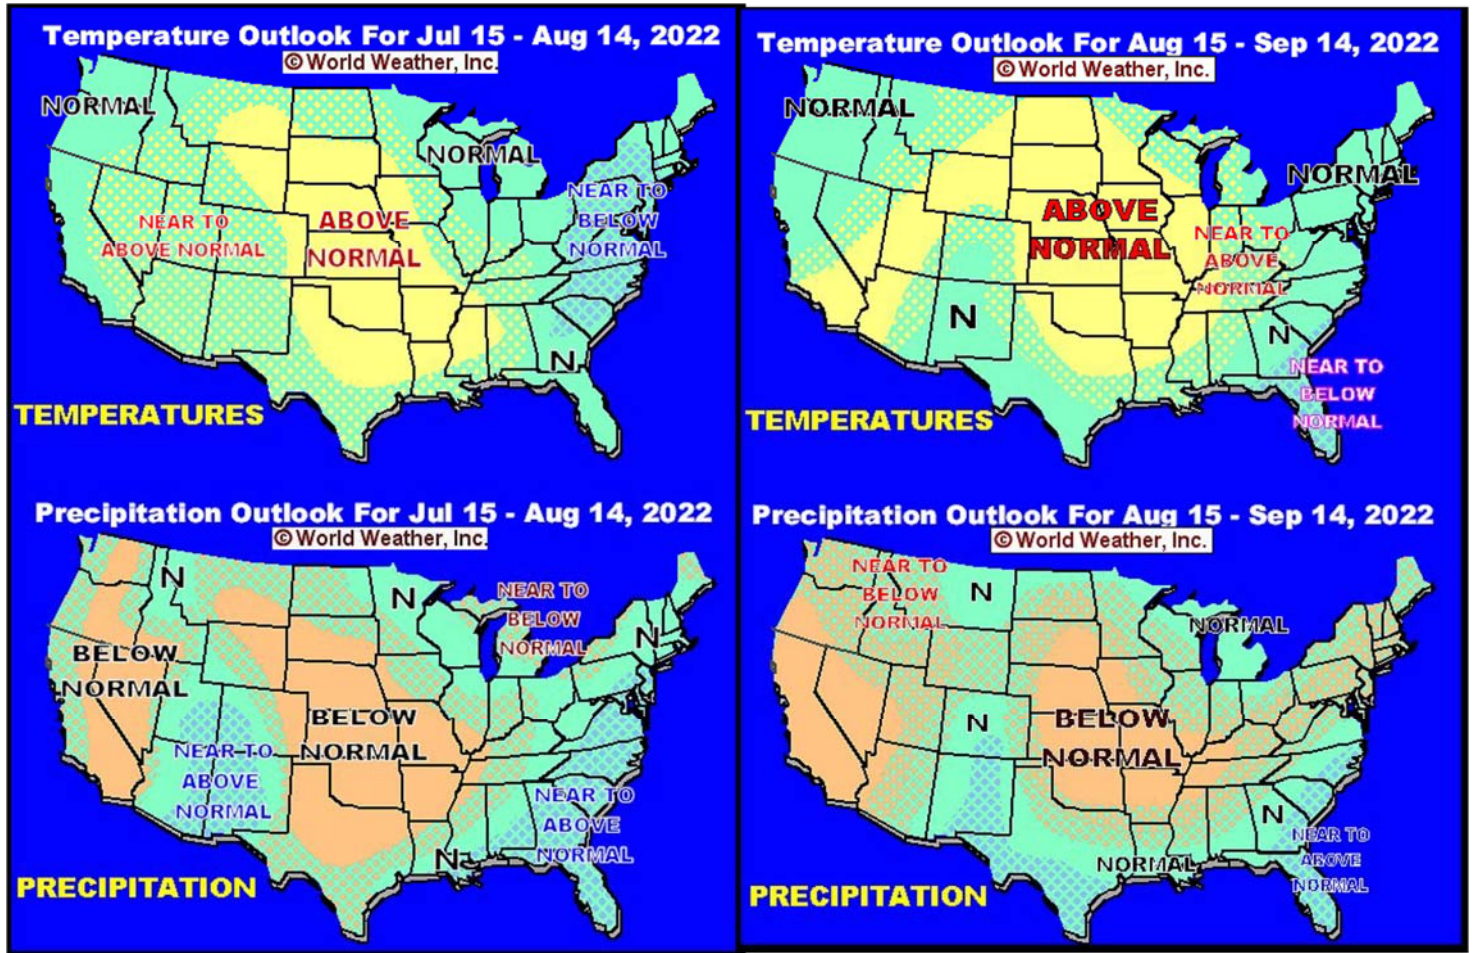 Temperature Outlook For Jul 15 - Aug 14, 2022
© World Weather, Inc.
NORMAL
NORMAL
NEAR TO
BELOW
NORMAL
NEAR TO
ABOVE NORMAL
ABOVE
NORMAL
N
TEMPERATURES
Temperature Outlook For Aug 15 - Sep 14, 2022
© World Weather, Inc.
NORMAL
NORMAL
ABOVE
NORMAL
NEAR TO
ABOVE
NORMAL
N
N
NEAR TO
BELOW
NORMAL
TEMPERATURES
Precipitation Outlook For Jul 15 - Aug 14, 2022
© World Weather, Inc.
N
N
NEAR TO
BELOW
NORMAL
N
BELOW
NORMAL
BELOW
NORMAL
NEAR TO
ABOVE
NORMAL
NEAR TO
ABOVE
NORMAL
N
PRECIPITATION
Precipitation Outlook For Aug 15 - Sep 14, 2022
© World Weather, Inc.
NEAR TO
BELOW
NORMAL
N
NORMAL
N
BELOW
NORMAL
N
NEAR TO
ABOVE
NORMAL
NORMAL
PRECIPITATION